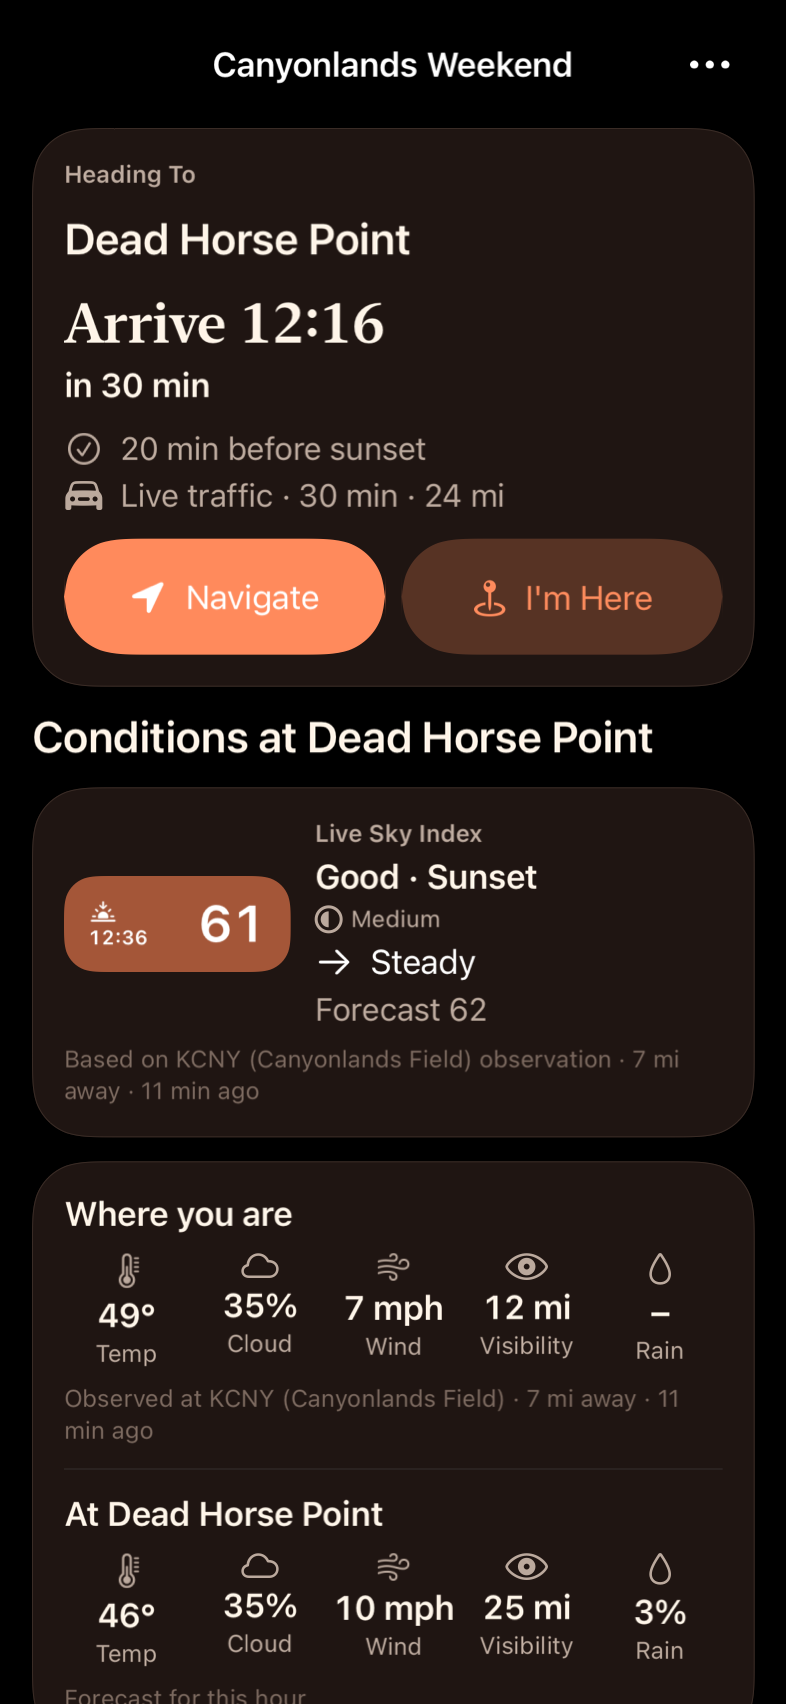 Canyonlands Weekend
Heading To
Dead Horse Point
Arrive 12:16
in 30 min
20 min before sunset
Live traffic · 30 min · 24 mi
Navigate
I'm Here
Conditions at Dead Horse Point
12:36
61
Live Sky Index
Good · Sunset
Medium
Steady
Forecast 62
Based on KCNY (Canyonlands Field) observation · 7 mi
away · 11 min ago
Where you are
49° 35% 7 mph 12 mi –
Temp Cloud Wind Visibility Rain
Observed at KCNY (Canyonlands Field) · 7 mi away · 11
min ago
At Dead Horse Point
46° 35% 10 mph 25 mi 3%
Temp Cloud Wind Visibility Rain
Forecast for this hour